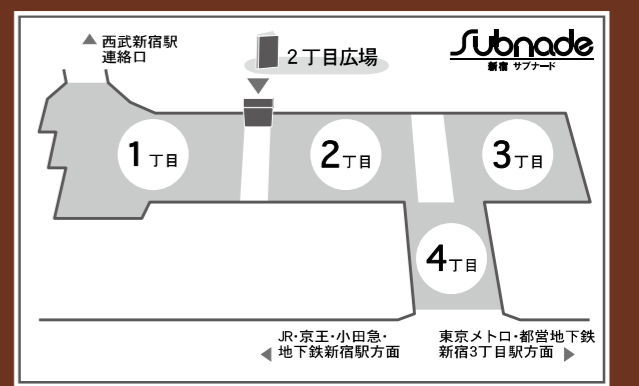 西武新宿駅
連絡口
2丁目広場
Subnade
新宿 サブナード
1丁目
2丁目
3丁目
4丁目
JR・京王・小田急・
地下鉄新宿駅方面
東京メトロ・都営地下鉄
新宿3丁目駅方面